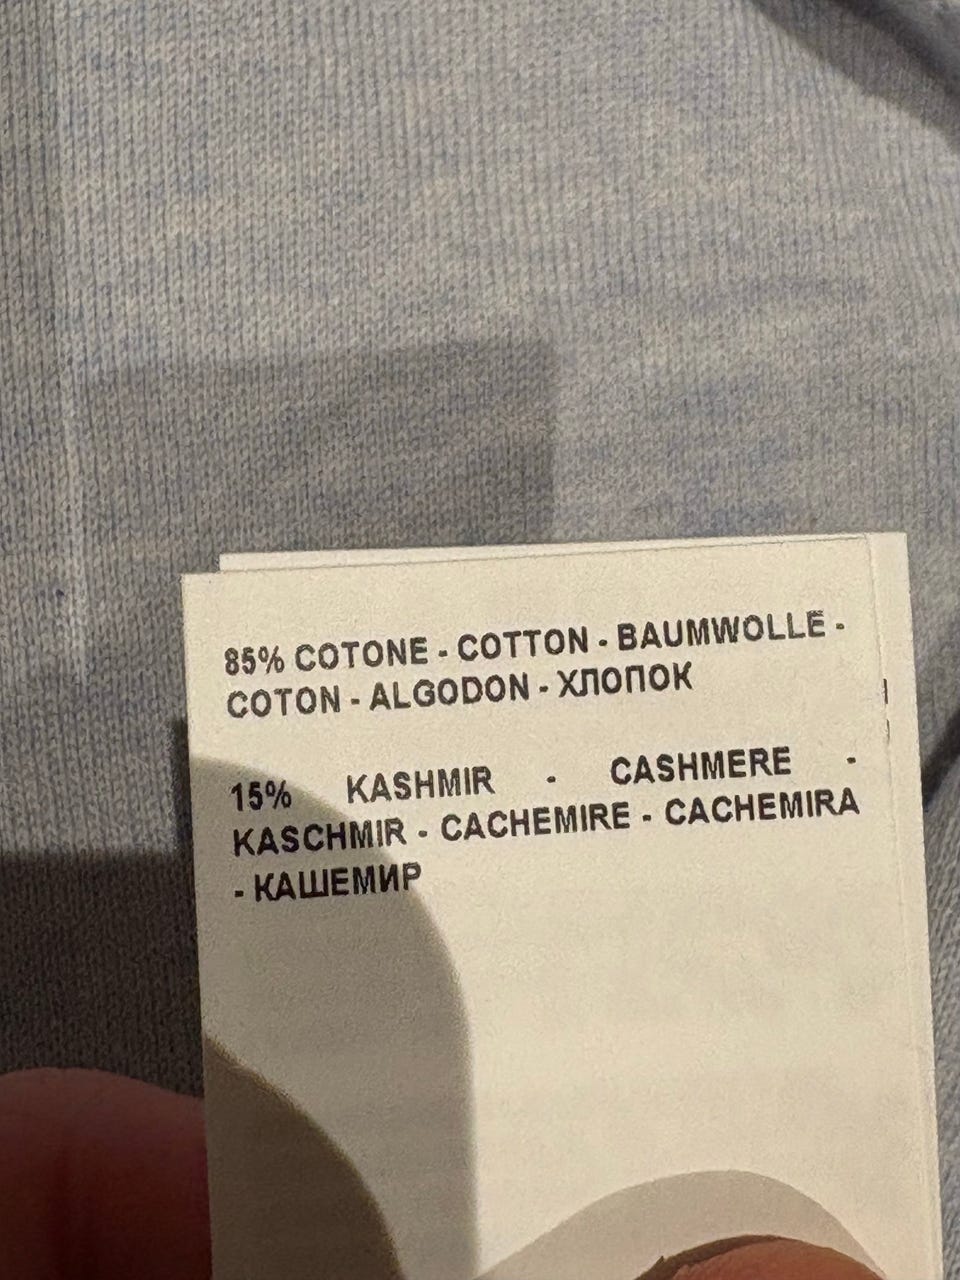 85% COTONE - COTTON - BAUMWOLLE -
COTON - ALGODON - ХЛОПОК
15% KASHMIR - CASHMERE -
KASCHMIR - CACHEMIRE - CACHEMIRA
- КАШЕМИР